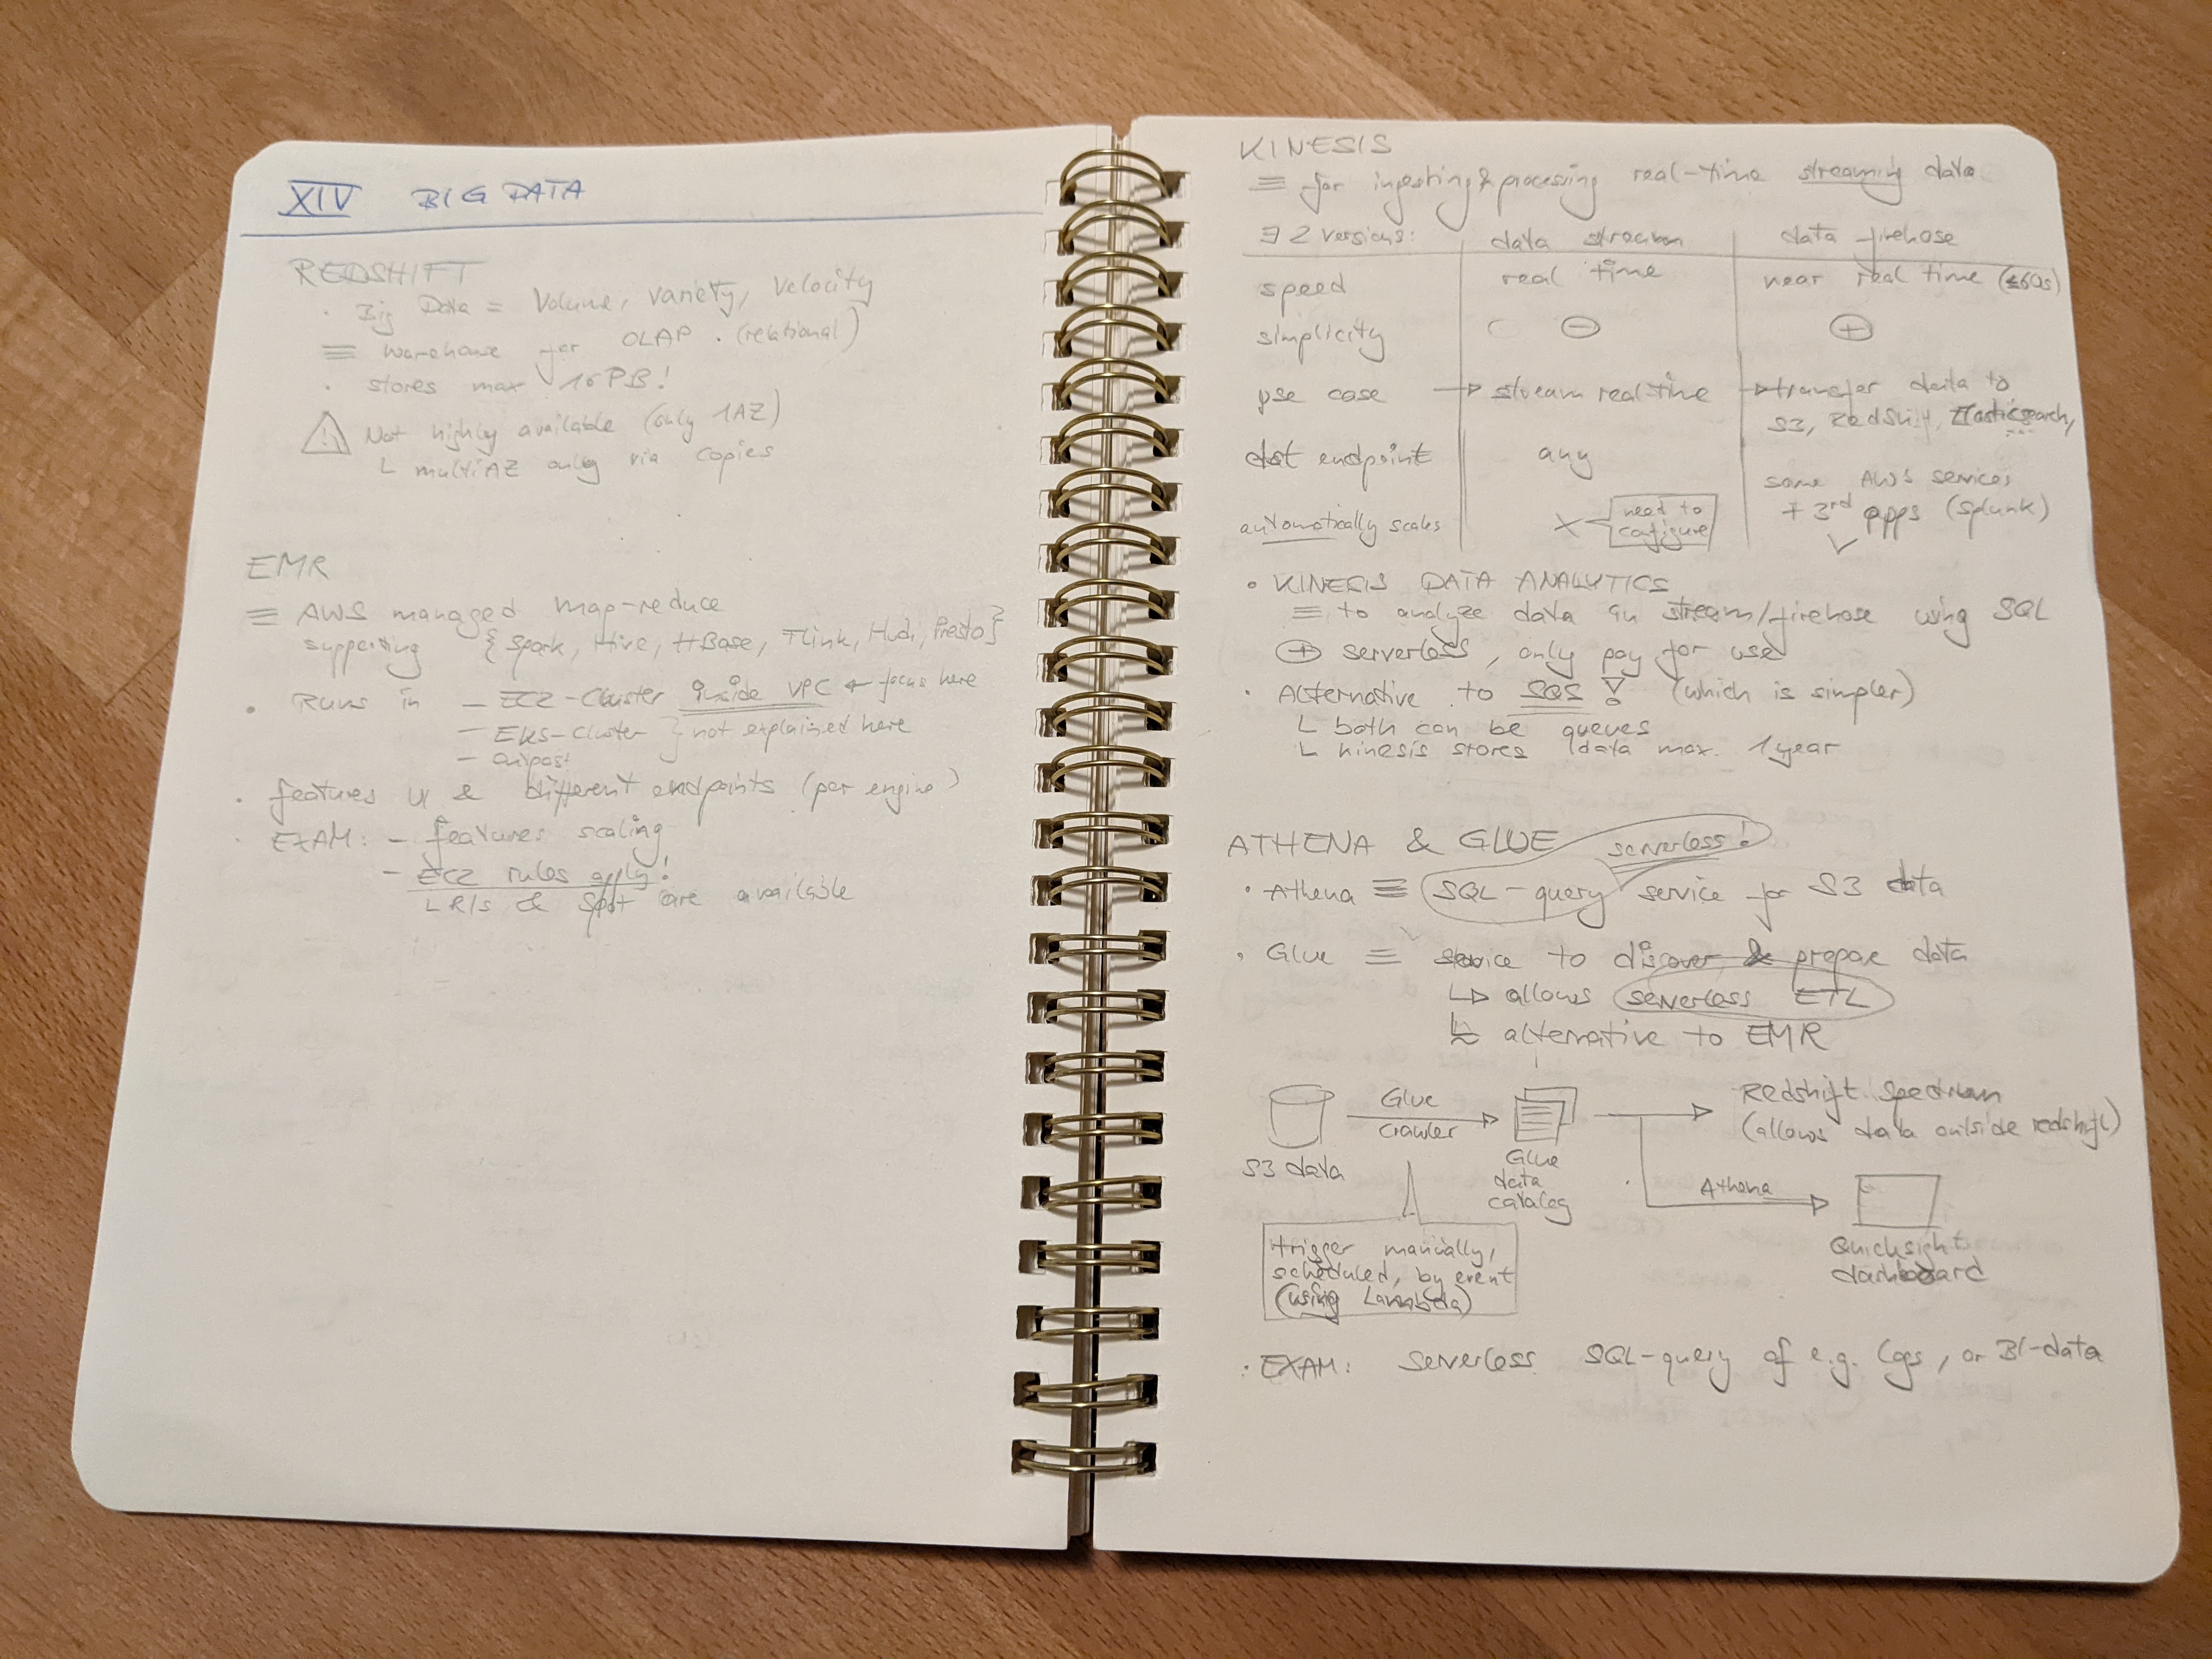 XIV BIG DATA
REDSHIFT
· Big Data = Volume, variety, velocity
≡ warehouse for OLAP. (relational)
· stores max 16PB!
⚠ Not highly available (only 1AZ)
└ multiAZ only via copies
EMR
≡ AWS managed map-reduce
supporting {Spark, Hive, HBase, Flink, Hudi, Presto}
· Runs in - EC2-Cluster inside VPC ← focus here
- EKS-Cluster } not explained here
- Outpost
· features UI & different endpoints (per engine)
· EXAM: - features scaling
- EC2 rules apply!
└ RIs & Spot are available
KINESIS
≡ for ingesting & processing real-time streaming data
∃ 2 versions: data stream data firehose
speed real time near real time (≤60s)
simplicity ⊖ ⊕
use case → stream real-time → transfer data to
S3, Redshift, Elasticsearch, ...
dst endpoint any some AWS services
+ 3rd apps (Splunk)
automatically scales X need to ✓
configure
· KINESIS DATA ANALYTICS
≡ to analyze data in stream/firehose using SQL
⊕ serverless, only pay for use
· Alternative to SQS ! (which is simpler)
└ both can be queues
└ kinesis stores data max. 1 year
ATHENA & GLUE serverless!
· Athena ≡ SQL-query service for S3 data
· Glue ≡ service to discover & prepare data
↳ allows serverless ETL
↳ alternative to EMR
Glue Redshift Spectrum
crawler (allows data outside redshift)
S3 data Glue
data
catalog
Athena
trigger manually,
scheduled, by event
(using Lambda)
Quicksight
dashboard
· EXAM: Serverless SQL-query of e.g. logs, or BI-data